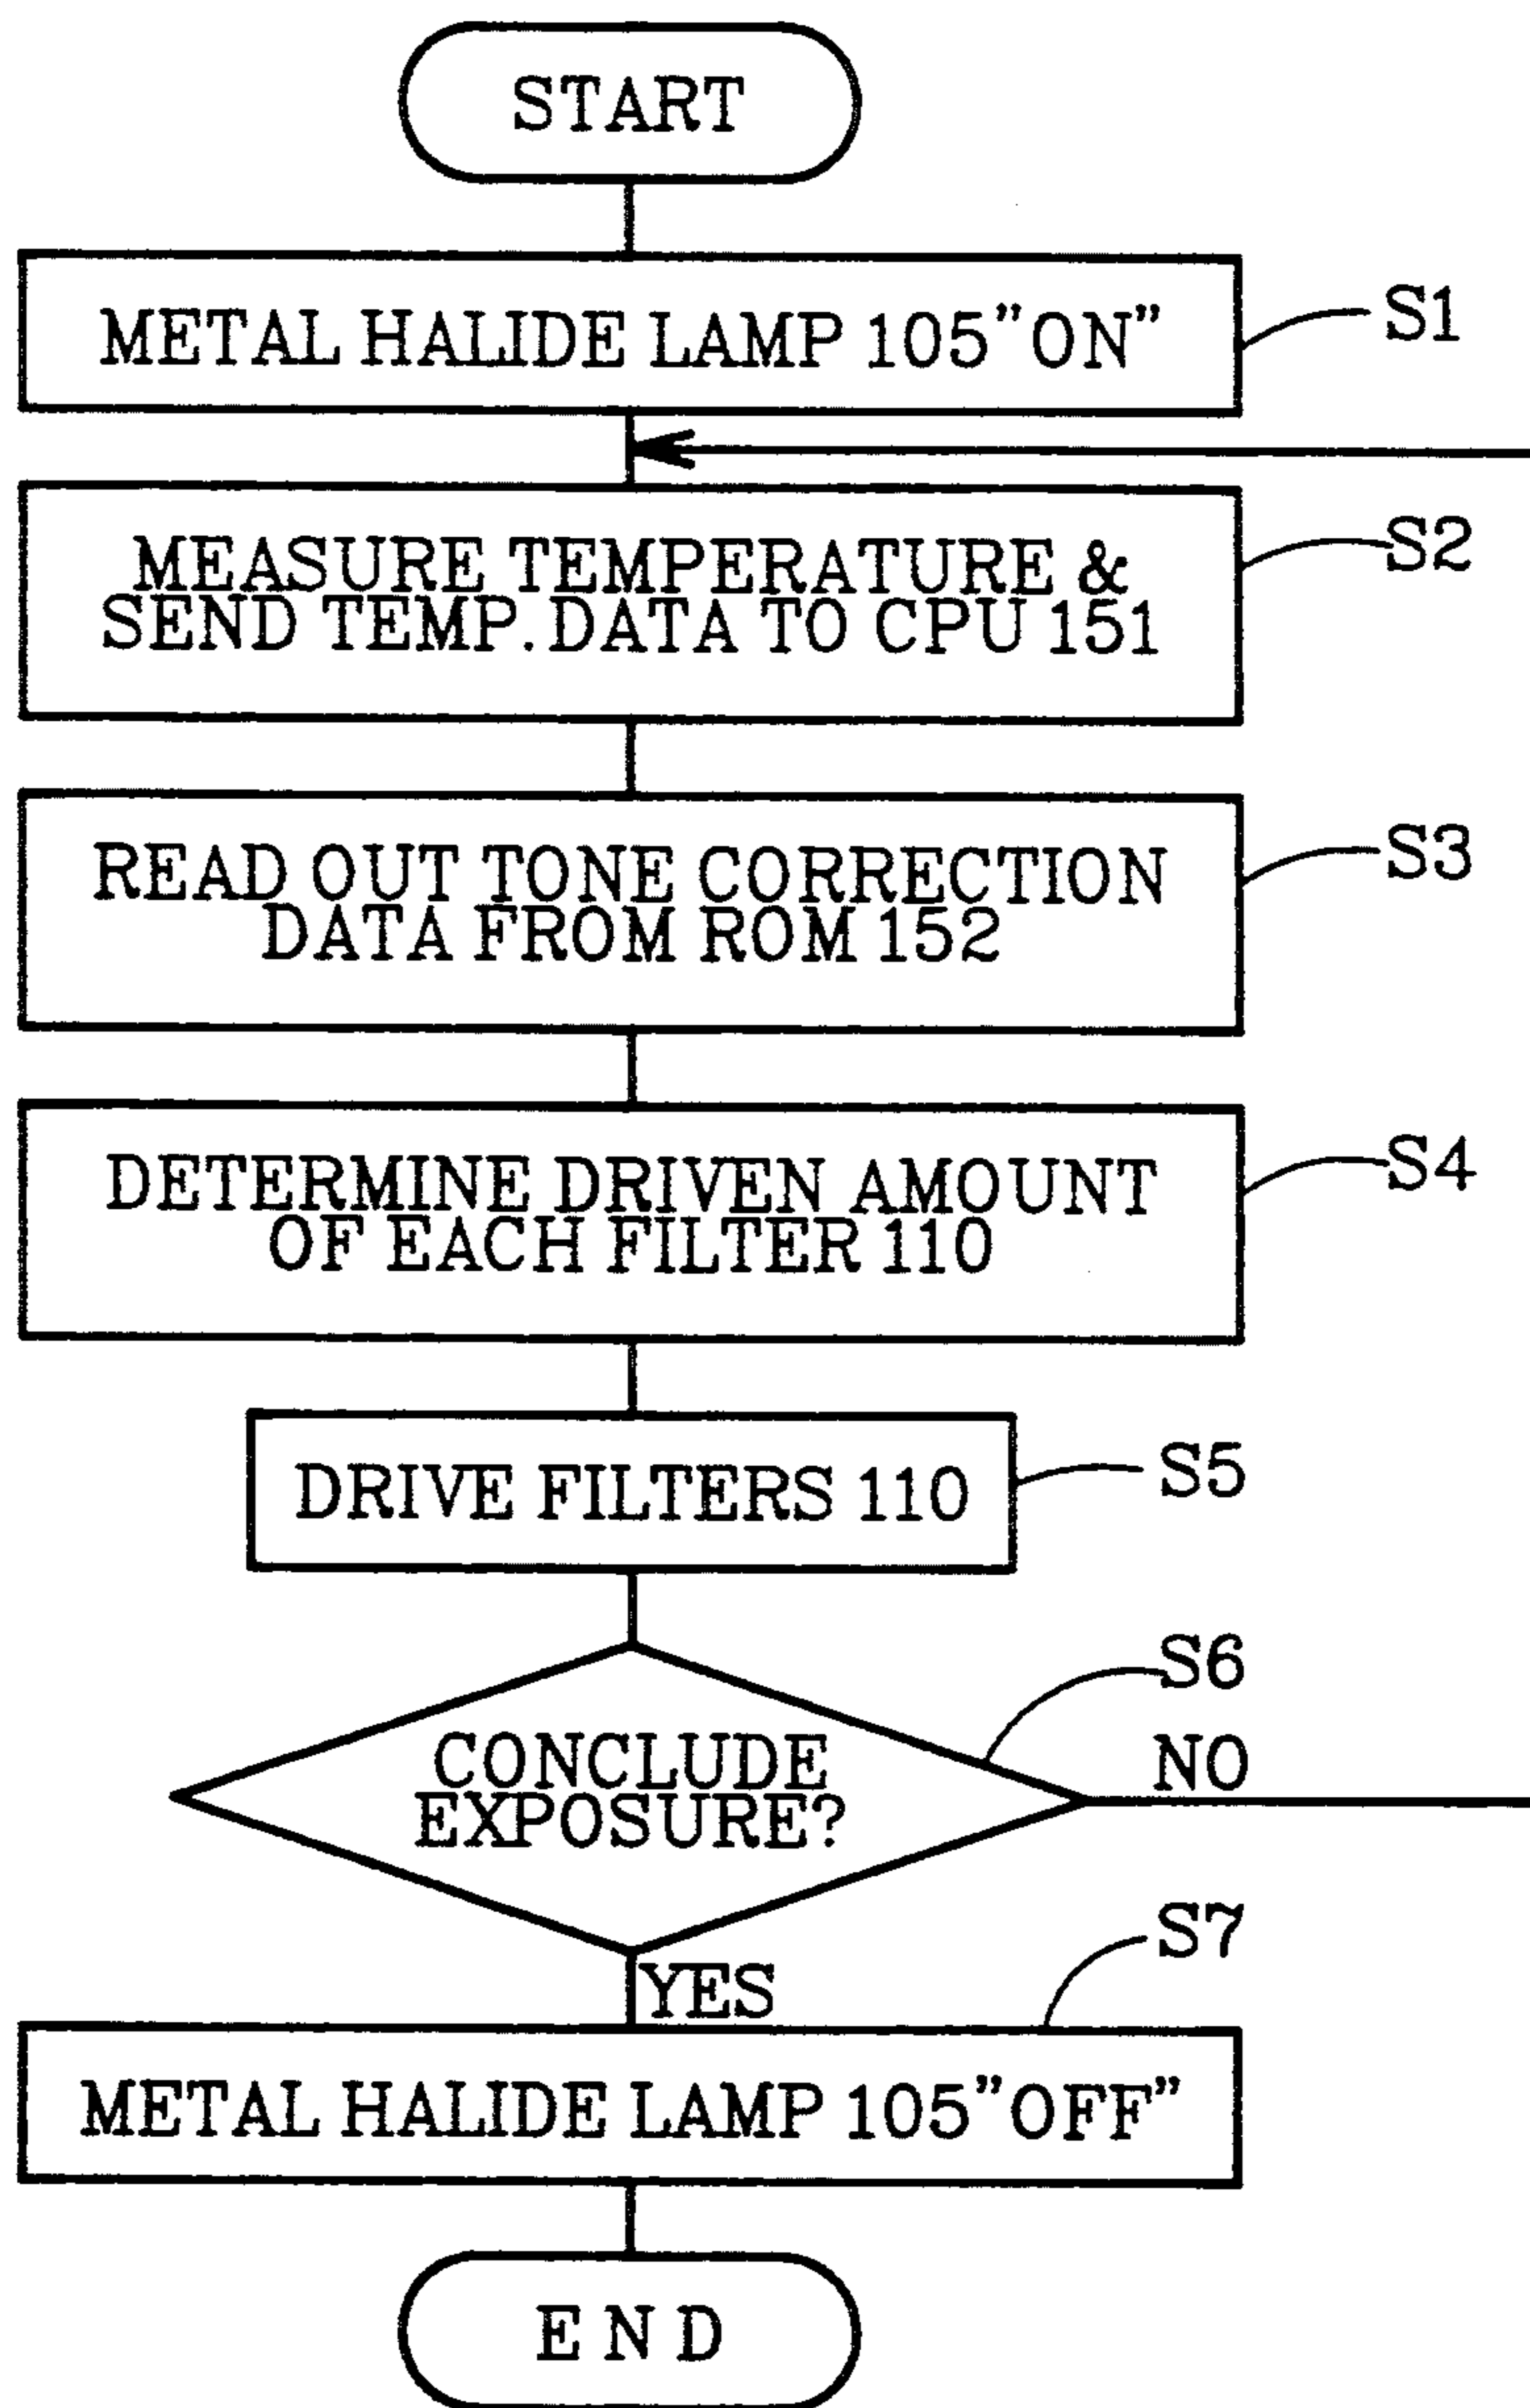 START
METAL HALIDE LAMP 105"ON"
S1
MEASURE TEMPERATURE &
SEND TEMP.DATA TO CPU 151
S2
READ OUT TONE CORRECTION
DATA FROM ROM 152
S3
DETERMINE DRIVEN AMOUNT
OF EACH FILTER 110
S4
DRIVE FILTERS 110
S5
CONCLUDE
EXPOSURE?
S6
NO
YES
S7
METAL HALIDE LAMP 105"OFF"
END